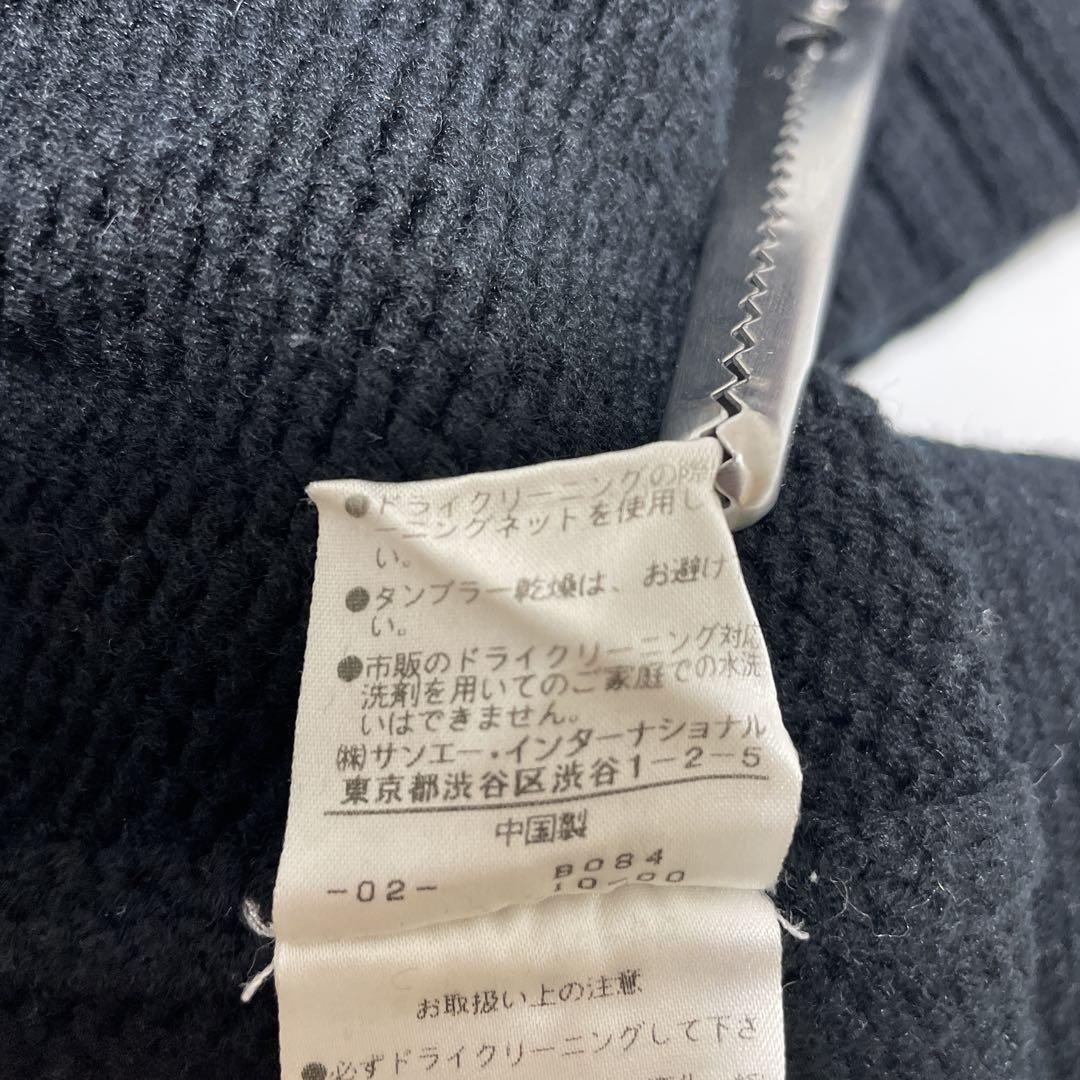 ●ドライクリーニングの際
ーニングネットを使用し
い。
●タンブラー乾燥は、お避け
い。
●市販のドライクリーニング対応
洗剤を用いてのご家庭での水洗
いはできません。
㈱サンエー・インターナショナル
東京都渋谷区渋谷1-2-5
中国製
B084
-02-
お取扱い上の注意
●必ずドライクリーニングして下さ